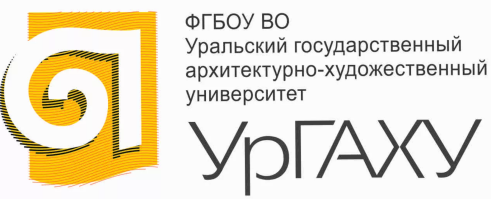 ФГБОУ ВО
Уральский государственный
архитектурно-художественный
университет
УрГАХУ